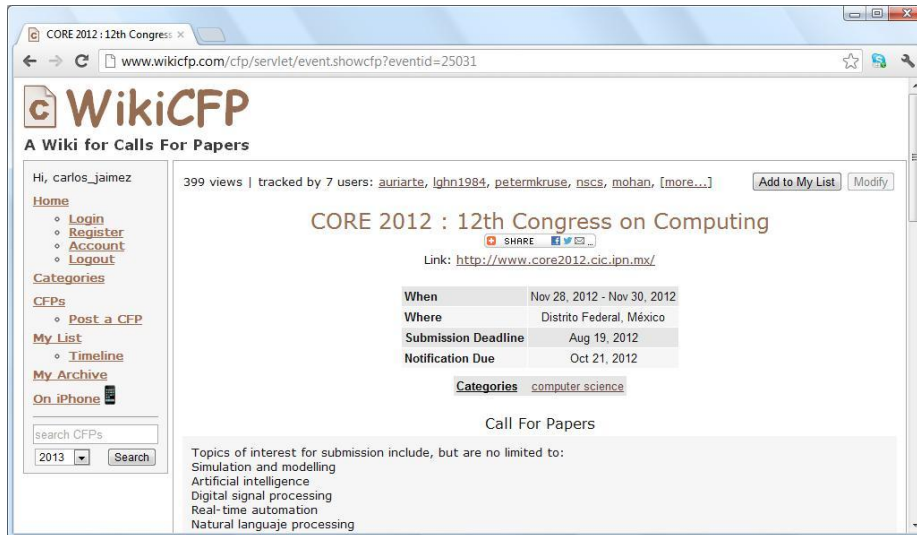 CORE 2012 : 12th Congress
www.wikicfp.com/cfp/servlet/event.showcfp?eventid=25031
c WikiCFP
A Wiki for Calls For Papers
Hi, carlos_jaimez
Home
Login
Register
Account
Logout
Categories
CFPs
Post a CFP
My List
Timeline
My Archive
On iPhone
search CFPs
2013 Search
399 views | tracked by 7 users: auriarte, lghn1984, petermkruse, nscs, mohan, [more...] Add to My List Modify
CORE 2012 : 12th Congress on Computing
SHARE
Link: http://www.core2012.cic.ipn.mx/
When Nov 28, 2012 - Nov 30, 2012
Where Distrito Federal, México
Submission Deadline Aug 19, 2012
Notification Due Oct 21, 2012
Categories computer science
Call For Papers
Topics of interest for submission include, but are no limited to:
Simulation and modelling
Artificial intelligence
Digital signal processing
Real-time automation
Natural languaje processing